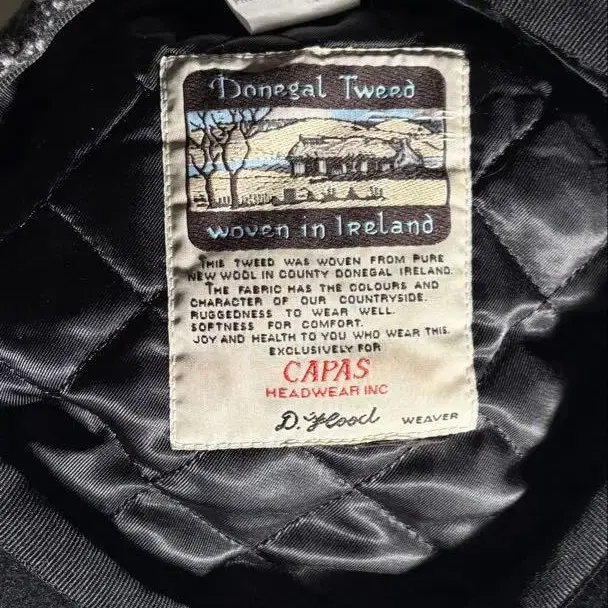 Donegal Tweed
woven in Ireland
THIS TWEED WAS WOVEN FROM PURE
NEW WOOL IN COUNTY DONEGAL IRELAND.
THE FABRIC HAS THE COLOURS AND
CHARACTER OF OUR COUNTRYSIDE.
RUGGEDNESS TO WEAR WELL.
SOFTNESS FOR COMFORT.
JOY AND HEALTH TO YOU WHO WEAR THIS.
EXCLUSIVELY FOR
CAPAS
HEADWEAR INC
D. Flood WEAVER